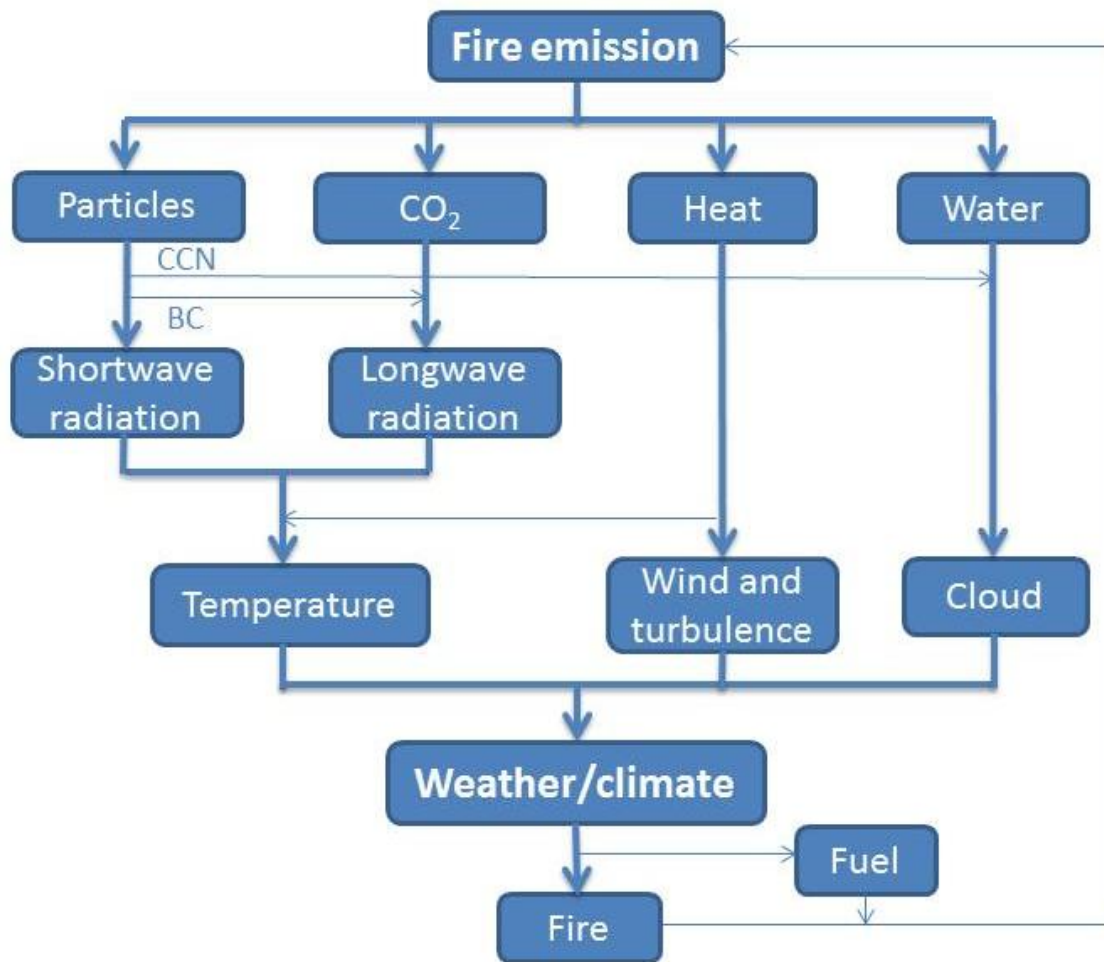 Fire emission
Particles
CO₂
Heat
Water
CCN
BC
Shortwave
radiation
Longwave
radiation
Temperature
Wind and
turbulence
Cloud
Weather/climate
Fuel
Fire